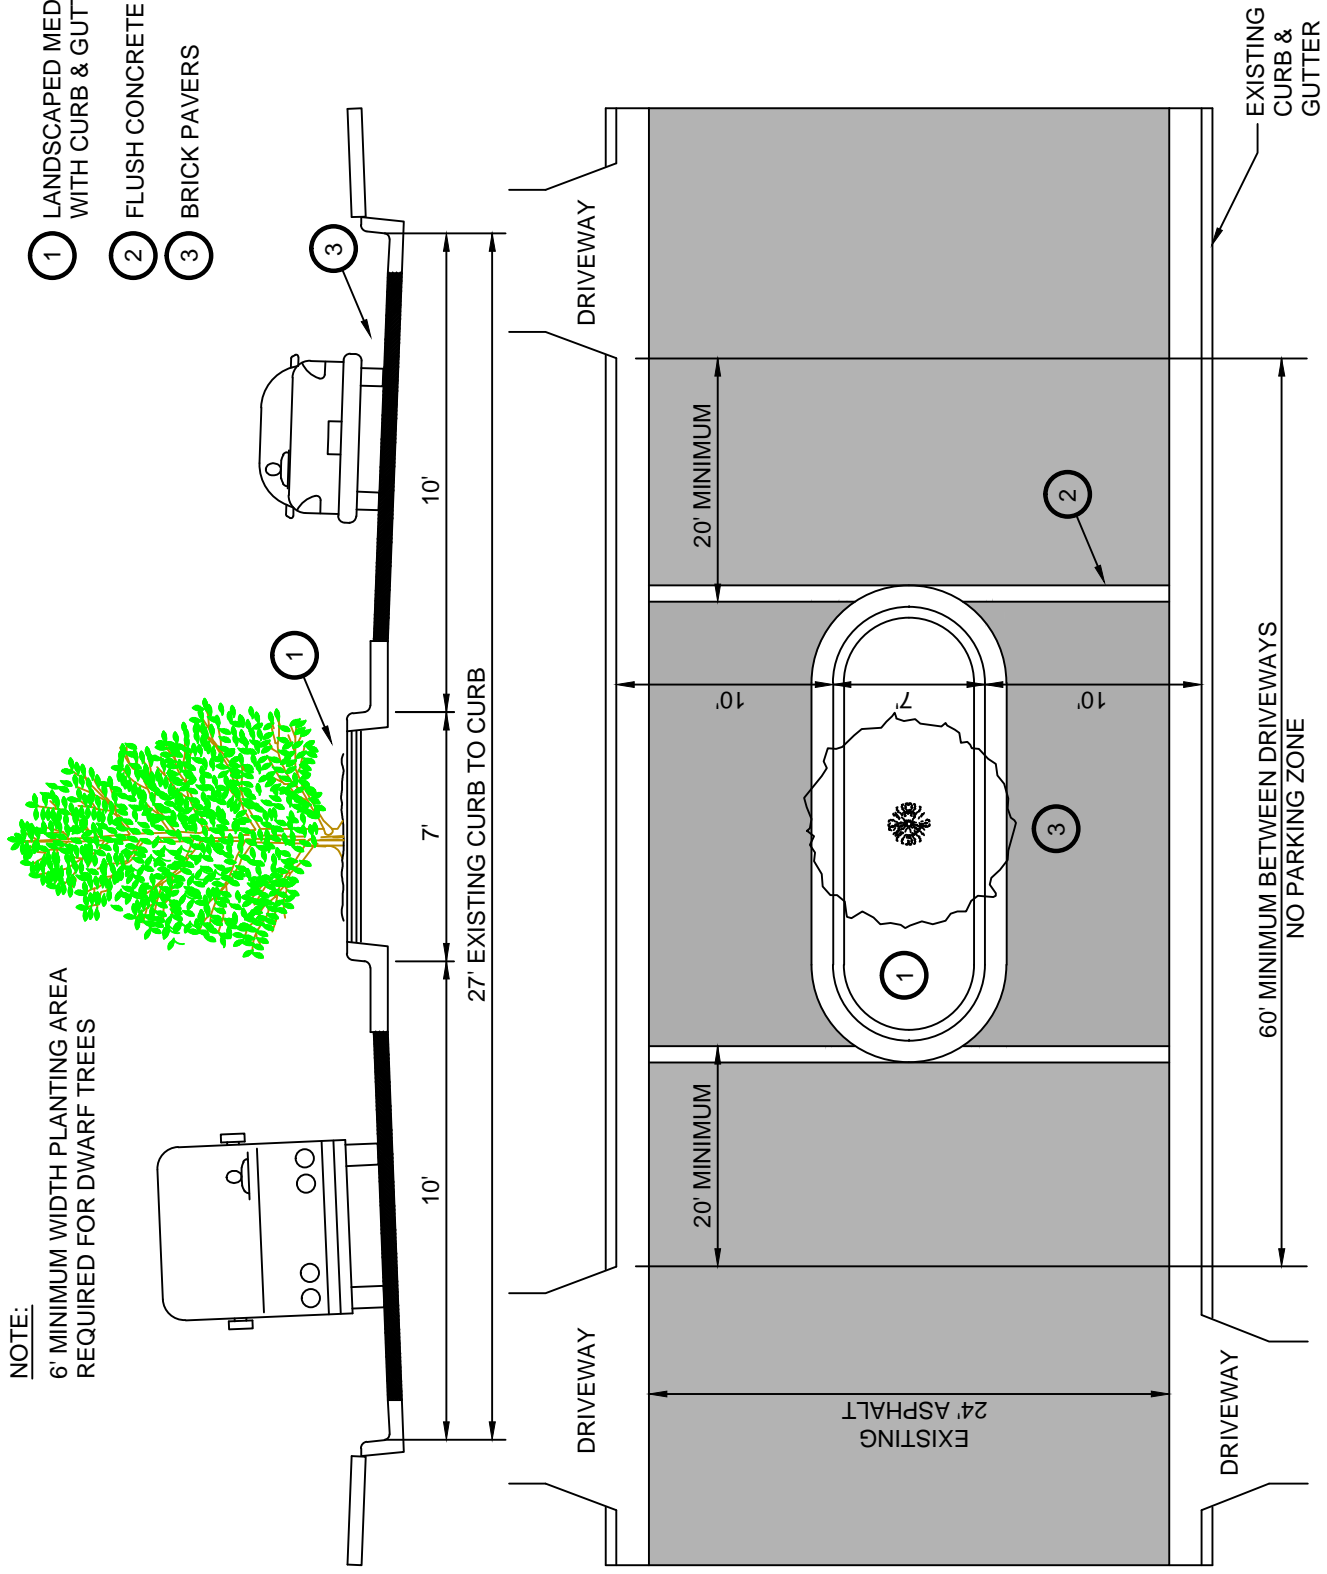 NOTE:
6' MINIMUM WIDTH PLANTING AREA
REQUIRED FOR DWARF TREES
1 LANDSCAPED MED
WITH CURB & GUT
2 FLUSH CONCRETE
3 BRICK PAVERS
1
3
10'
7'
10'
27' EXISTING CURB TO CURB
DRIVEWAY
DRIVEWAY
20' MINIMUM
20' MINIMUM
10'
7'
10'
1
3
2
EXISTING
24' ASPHALT
DRIVEWAY
60' MINIMUM BETWEEN DRIVEWAYS
NO PARKING ZONE
EXISTING
CURB &
GUTTER